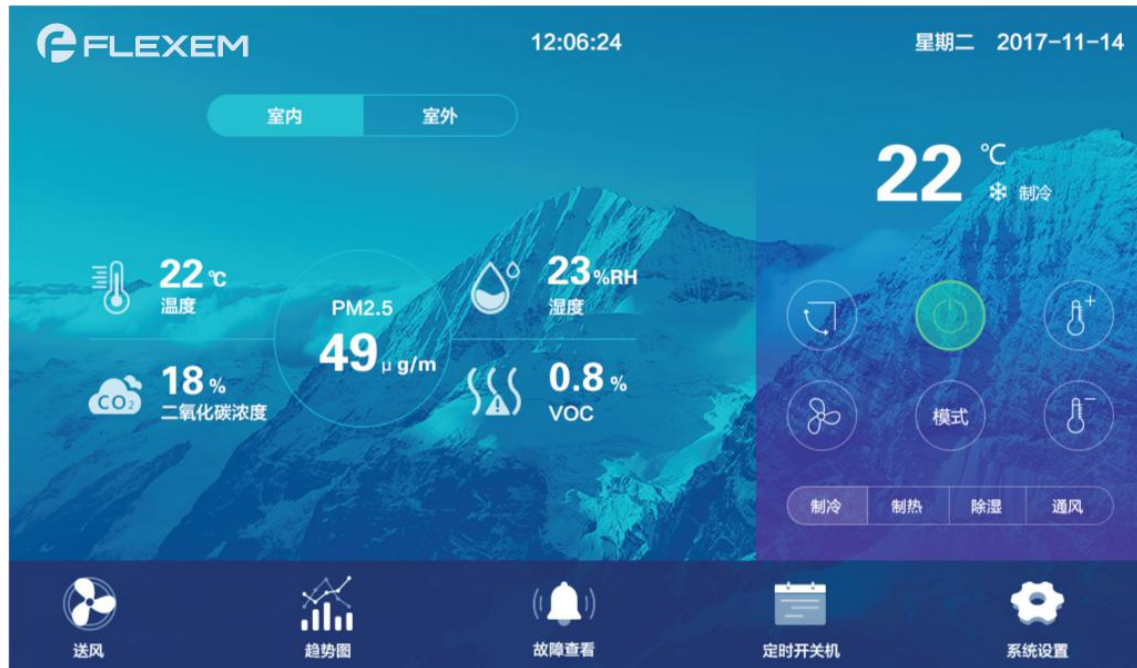 FLEXEM
12:06:24
星期二 2017-11-14
室内 室外
22 ℃
制冷
22 ℃
温度
PM2.5
49 μg/m
23 %RH
湿度
CO₂
18 %
二氧化碳浓度
0.8 %
VOC
模式
制冷 制热 除湿 通风
送风 趋势图 故障查看 定时开关机 系统设置